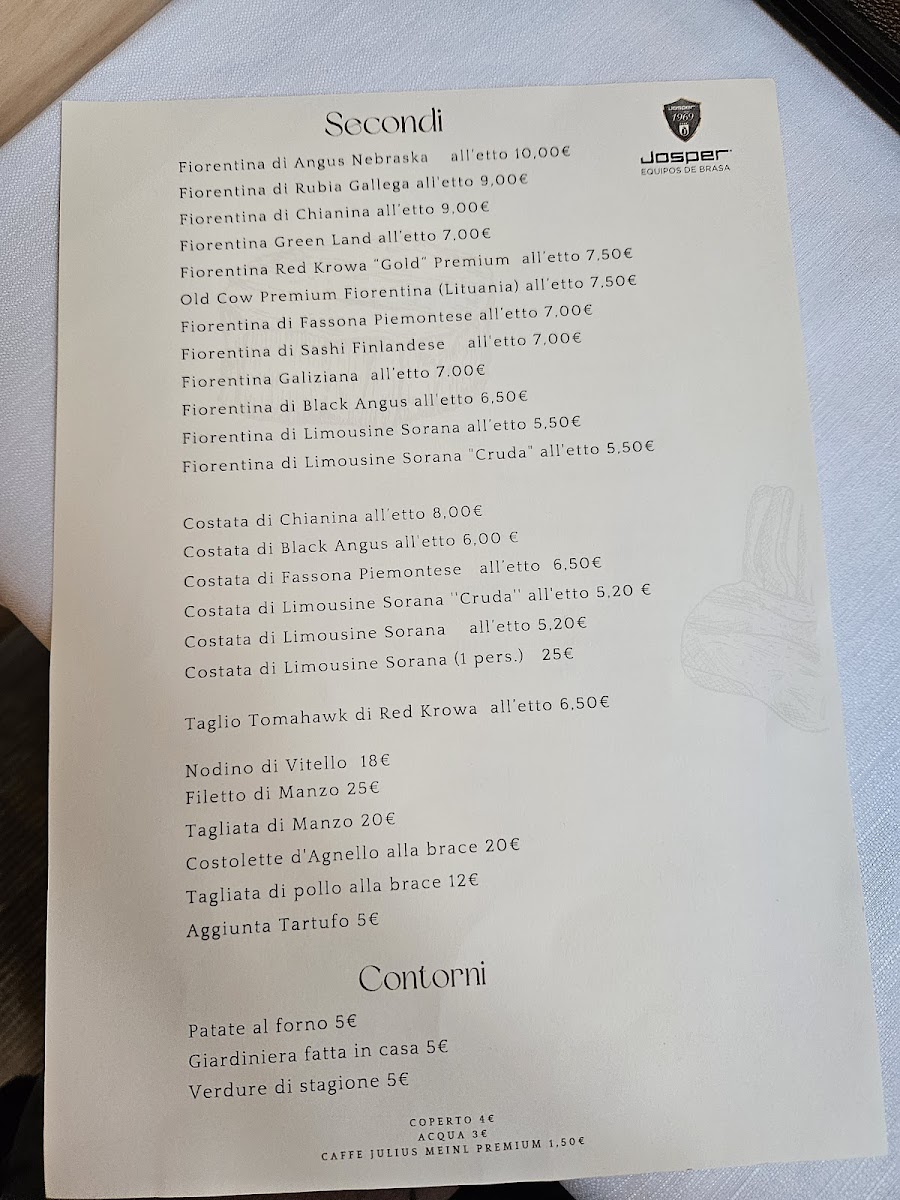 Secondi
Josper
1969
Josper
EQUIPOS DE BRASA
Fiorentina di Angus Nebraska all'etto 10,00€
Fiorentina di Rubia Gallega all'etto 9,00€
Fiorentina di Chianina all'etto 9,00€
Fiorentina Green Land all'etto 7,00€
Fiorentina Red Krowa "Gold" Premium all'etto 7,50€
Old Cow Premium Fiorentina (Lituania) all'etto 7,50€
Fiorentina di Fassona Piemontese all'etto 7,00€
Fiorentina di Sashi Finlandese all'etto 7,00€
Fiorentina Galiziana all'etto 7,00€
Fiorentina di Black Angus all'etto 6,50€
Fiorentina di Limousine Sorana all'etto 5,50€
Fiorentina di Limousine Sorana "Cruda" all'etto 5,50€
Costata di Chianina all'etto 8,00€
Costata di Black Angus all'etto 6,00 €
Costata di Fassona Piemontese all'etto 6,50€
Costata di Limousine Sorana ''Cruda'' all'etto 5,20 €
Costata di Limousine Sorana all'etto 5,20€
Costata di Limousine Sorana (1 pers.) 25€
Taglio Tomahawk di Red Krowa all'etto 6,50€
Nodino di Vitello 18€
Filetto di Manzo 25€
Tagliata di Manzo 20€
Costolette d'Agnello alla brace 20€
Tagliata di pollo alla brace 12€
Aggiunta Tartufo 5€
Contorni
Patate al forno 5€
Giardiniera fatta in casa 5€
Verdure di stagione 5€
COPERTO 4€
ACQUA 3€
CAFFE JULIUS MEINL PREMIUM 1,50€